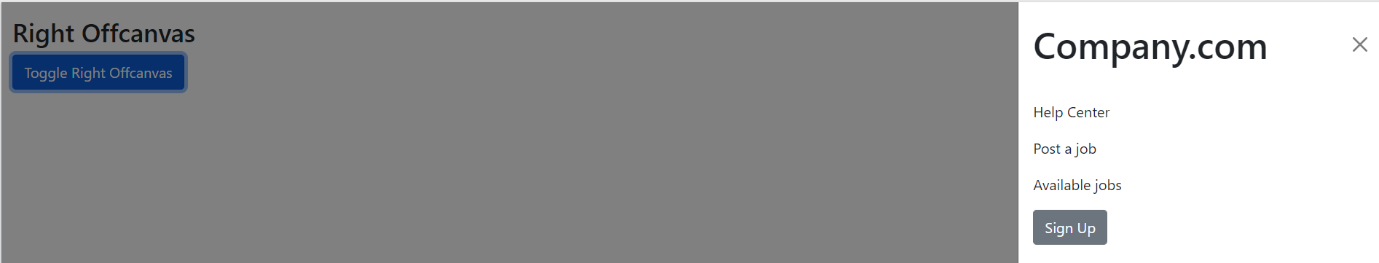 Right Offcanvas
Toggle Right Offcanvas
Company.com
Help Center
Post a job
Available jobs
Sign Up